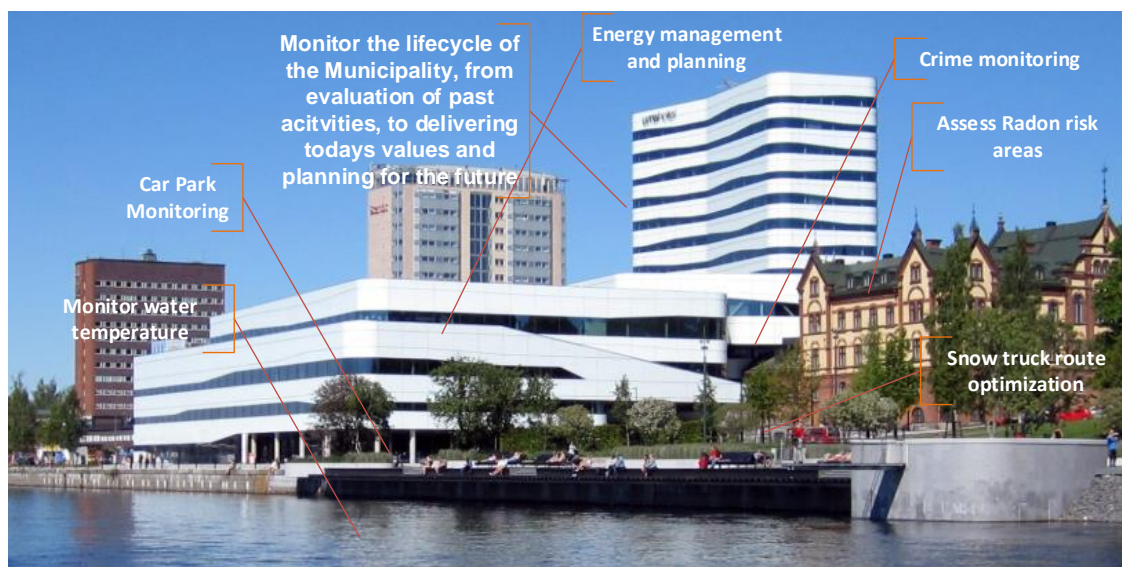 Monitor the lifecycle of
the Municipality, from
evaluation of past
acitvities, to delivering
todays values and
planning for the future
Energy management
and planning
Crime monitoring
Assess Radon risk
areas
Car Park
Monitoring
Monitor water
temperature
Snow truck route
optimization